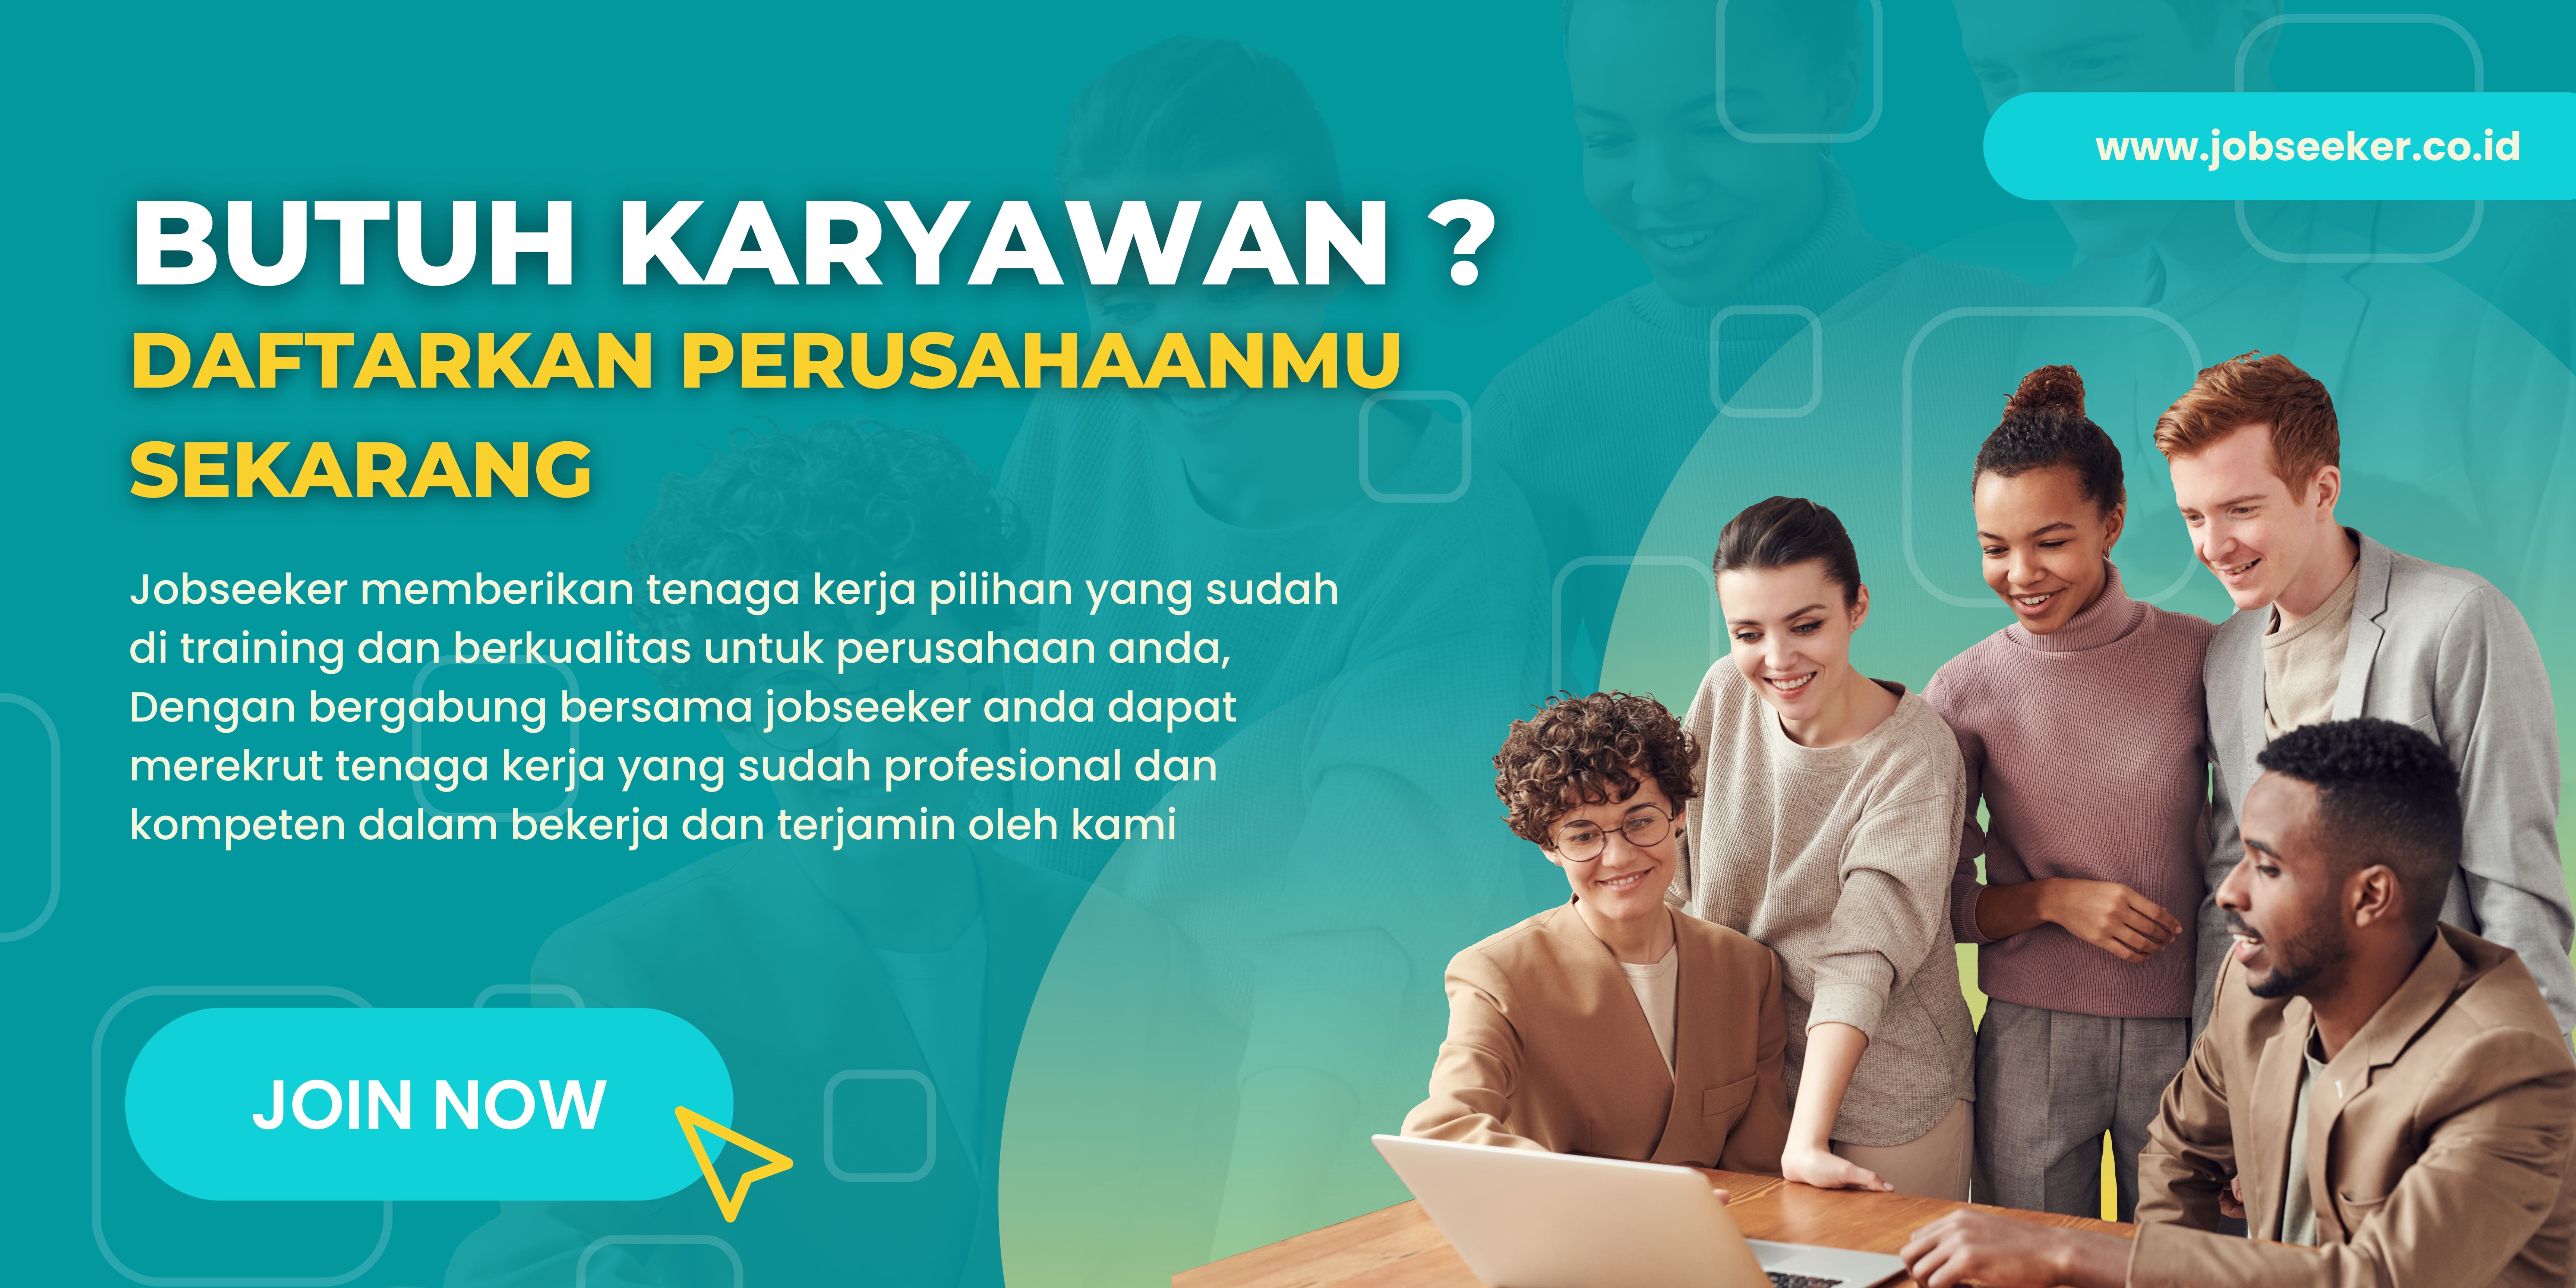 www.jobseeker.co.id
BUTUH KARYAWAN ?
DAFTARKAN PERUSAHAANMU
SEKARANG
Jobseeker memberikan tenaga kerja pilihan yang sudah
di training dan berkualitas untuk perusahaan anda,
Dengan bergabung bersama jobseeker anda dapat
merekrut tenaga kerja yang sudah profesional dan
kompeten dalam bekerja dan terjamin oleh kami
JOIN NOW